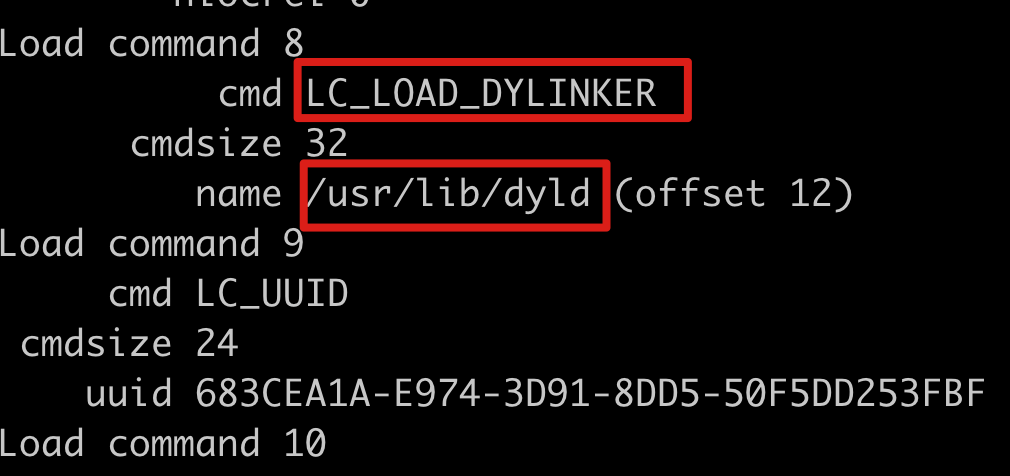 Load command 8
cmd LC_LOAD_DYLINKER
cmdsize 32
name /usr/lib/dyld (offset 12)
Load command 9
cmd LC_UUID
cmdsize 24
uuid 683CEA1A-E974-3D91-8DD5-50F5DD253FBF
Load command 10